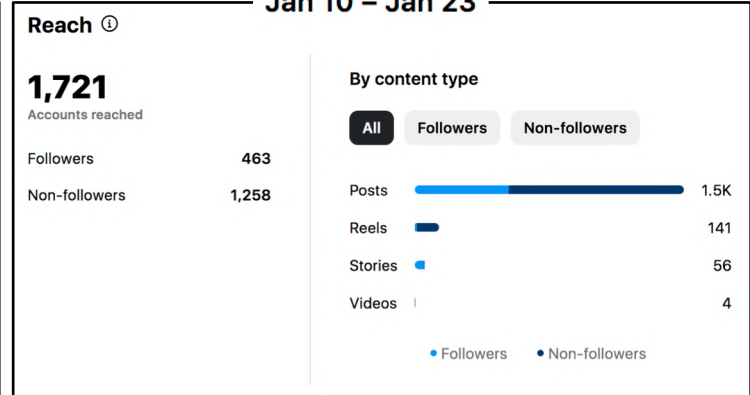 Jan 10 – Jan 23
Reach
1,721
Accounts reached
Followers 463
Non-followers 1,258
By content type
All Followers Non-followers
Posts 1.5K
Reels 141
Stories 56
Videos 4
Followers Non-followers